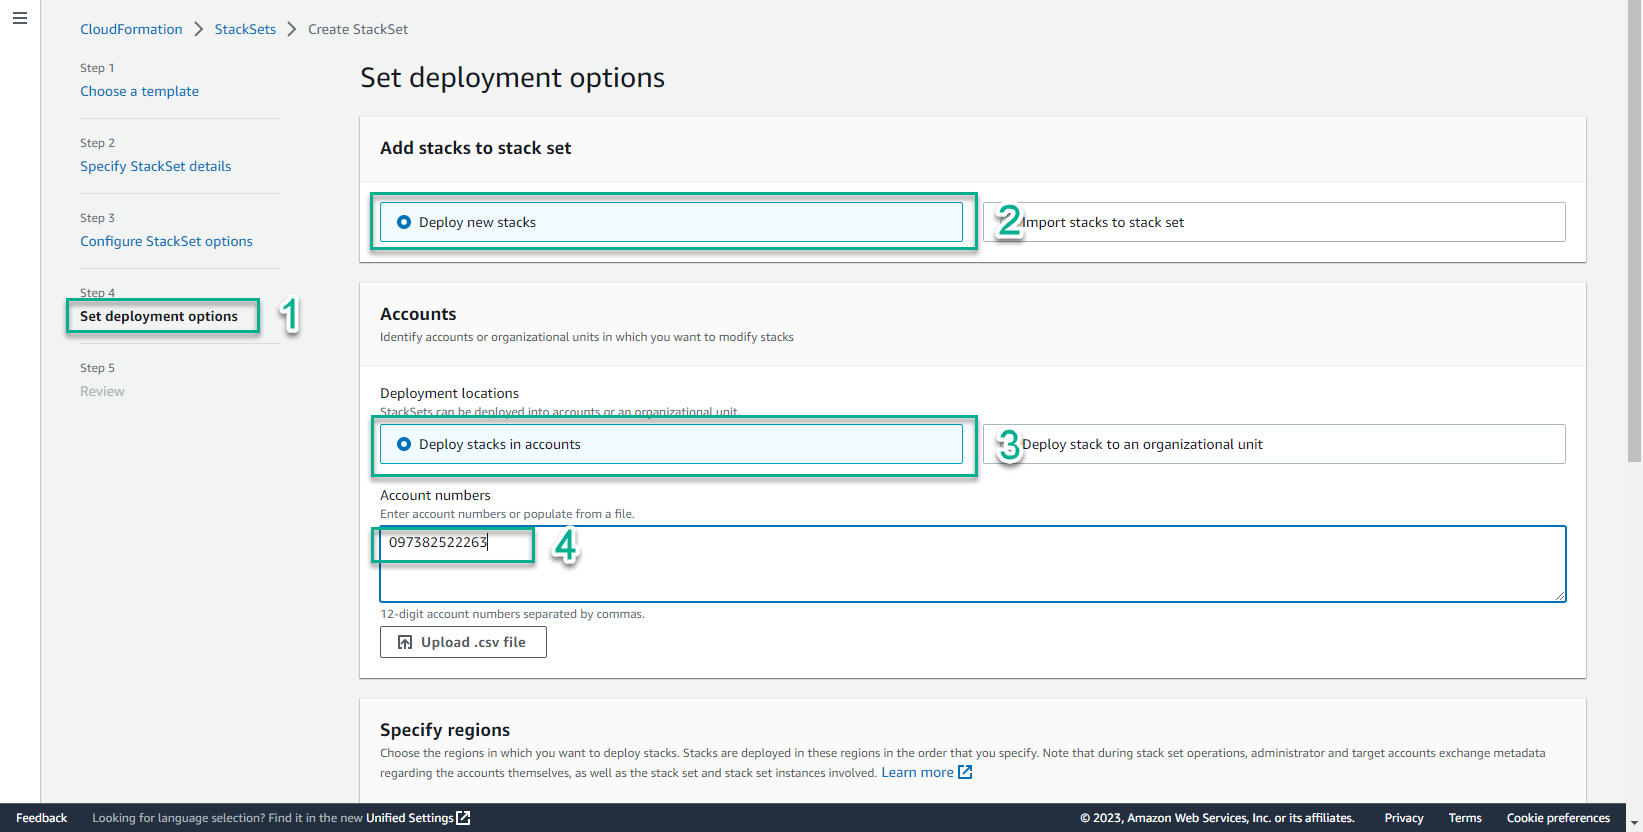 CloudFormation > StackSets > Create StackSet
Step 1
Choose a template
Step 2
Specify StackSet details
Step 3
Configure StackSet options
Step 4
Set deployment options
1
Step 5
Review
Set deployment options
Add stacks to stack set
Deploy new stacks
2
Import stacks to stack set
Accounts
Identify accounts or organizational units in which you want to modify stacks
Deployment locations
StackSets can be deployed into accounts or an organizational unit.
Deploy stacks in accounts
3
Deploy stack to an organizational unit
Account numbers
Enter account numbers or populate from a file.
097382522263
4
12-digit account numbers separated by commas.
Upload .csv file
Specify regions
Choose the regions in which you want to deploy stacks. Stacks are deployed in these regions in the order that you specify. Note that during stack set operations, administrator and target accounts exchange metadata
regarding the accounts themselves, as well as the stack set and stack set instances involved. Learn more
Feedback Looking for language selection? Find it in the new Unified Settings © 2023, Amazon Web Services, Inc. or its affiliates. Privacy Terms Cookie preferences